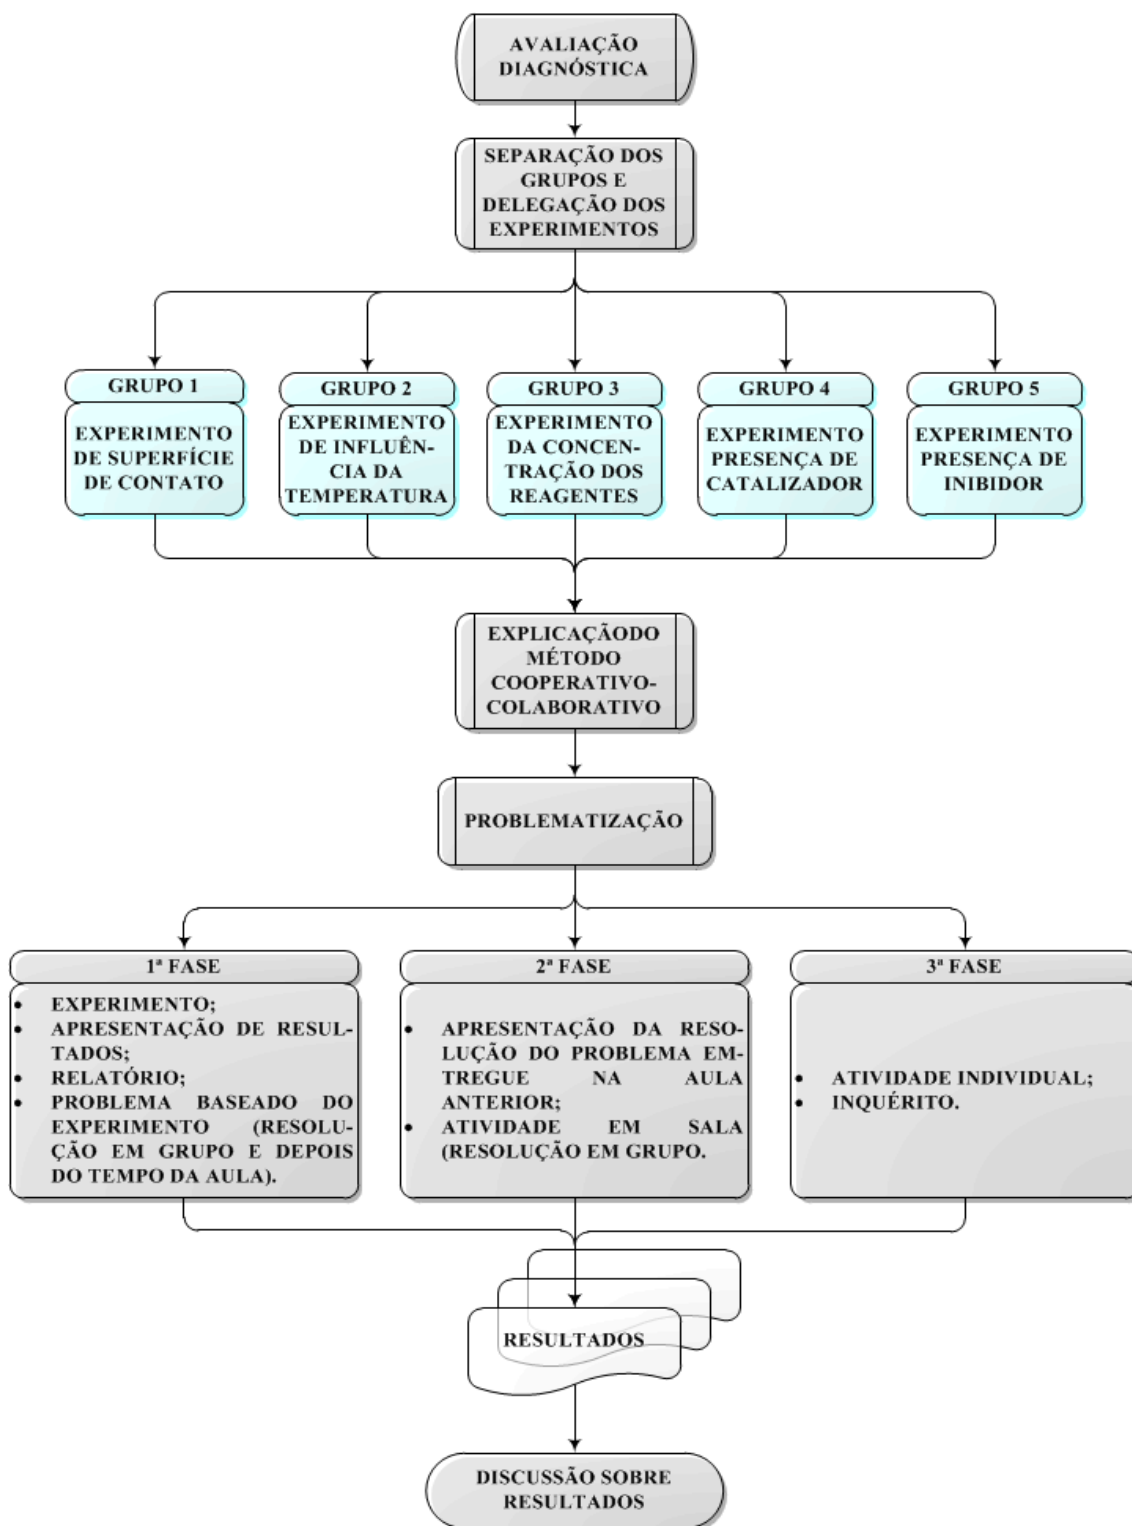 AVALIAÇÃO
DIAGNÓSTICA
SEPARAÇÃO DOS
GRUPOS E
DELEGAÇÃO DOS
EXPERIMENTOS
GRUPO 1
EXPERIMENTO
DE SUPERFÍCIE
DE CONTATO
GRUPO 2
EXPERIMENTO
DE INFLUÊN-
CIA DA
TEMPERATURA
GRUPO 3
EXPERIMENTO
DA CONCEN-
TRAÇÃO DOS
REAGENTES
GRUPO 4
EXPERIMENTO
PRESENÇA DE
CATALIZADOR
GRUPO 5
EXPERIMENTO
PRESENÇA DE
INIBIDOR
EXPLICAÇÃODO
MÉTODO
COOPERATIVO-
COLABORATIVO
PROBLEMATIZAÇÃO
1ª FASE
• EXPERIMENTO;
• APRESENTAÇÃO DE RESUL-
TADOS;
• RELATÓRIO;
• PROBLEMA BASEADO DO
EXPERIMENTO (RESOLU-
ÇÃO EM GRUPO E DEPOIS
DO TEMPO DA AULA).
2ª FASE
• APRESENTAÇÃO DA RESO-
LUÇÃO DO PROBLEMA EM-
TREGUE NA AULA
ANTERIOR;
• ATIVIDADE EM SALA
(RESOLUÇÃO EM GRUPO.
3ª FASE
• ATIVIDADE INDIVIDUAL;
• INQUÉRITO.
RESULTADOS
DISCUSSÃO SOBRE
RESULTADOS